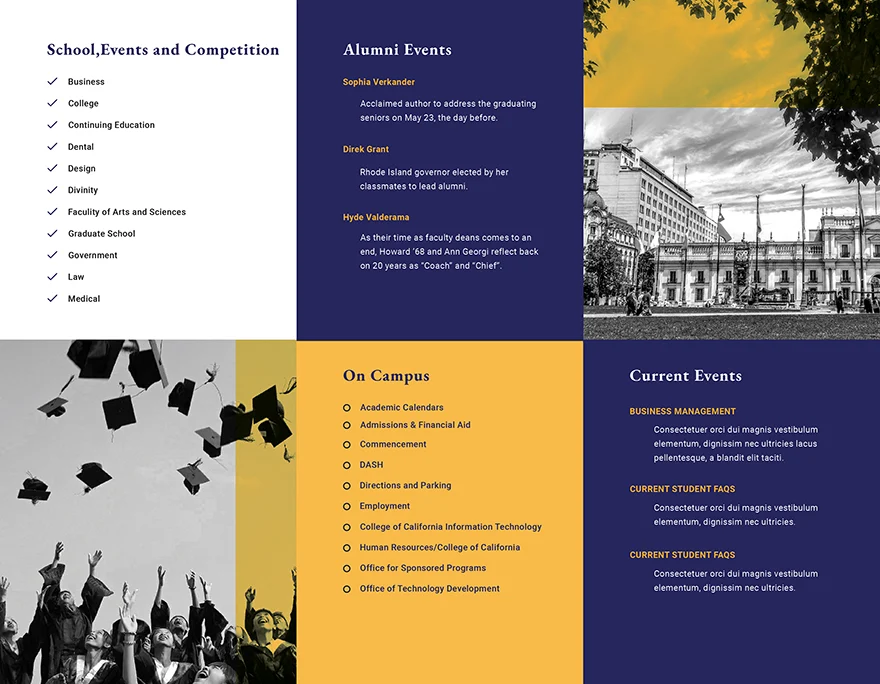 School,Events and Competition
Business
College
Continuing Education
Dental
Design
Divinity
Facuility of Arts and Sciences
Graduate School
Government
Law
Medical
Alumni Events
Sophia Verkander
Acclaimed author to address the graduating
seniors on May 23, the day before.
Direk Grant
Rhode Island governor elected by her
classmates to lead alumni.
Hyde Valderama
As their time as faculty deans comes to an
end, Howard '68 and Ann Georgi reflect back
on 20 years as “Coach” and “Chief”.
On Campus
Academic Calendars
Admissions & Financial Aid
Commencement
DASH
Directions and Parking
Employment
College of California Information Technology
Human Resources/College of California
Office for Sponsored Programs
Office of Technology Development
Current Events
BUSINESS MANAGEMENT
Consectetuer orci dui magnis vestibulum
elementum, dignissim nec ultricies lacus
pellentesque, a blandit elit taciti.
CURRENT STUDENT FAQS
Consectetuer orci dui magnis vestibulum
elementum, dignissim nec ultricies.
CURRENT STUDENT FAQS
Consectetuer orci dui magnis vestibulum
elementum, dignissim nec ultricies.